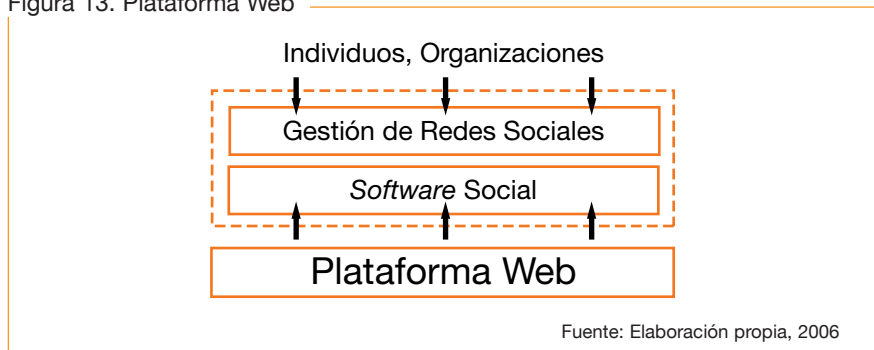 Figura 13. Plataforma Web
Individuos, Organizaciones
Gestión de Redes Sociales
Software Social
Plataforma Web
Fuente: Elaboración propia, 2006